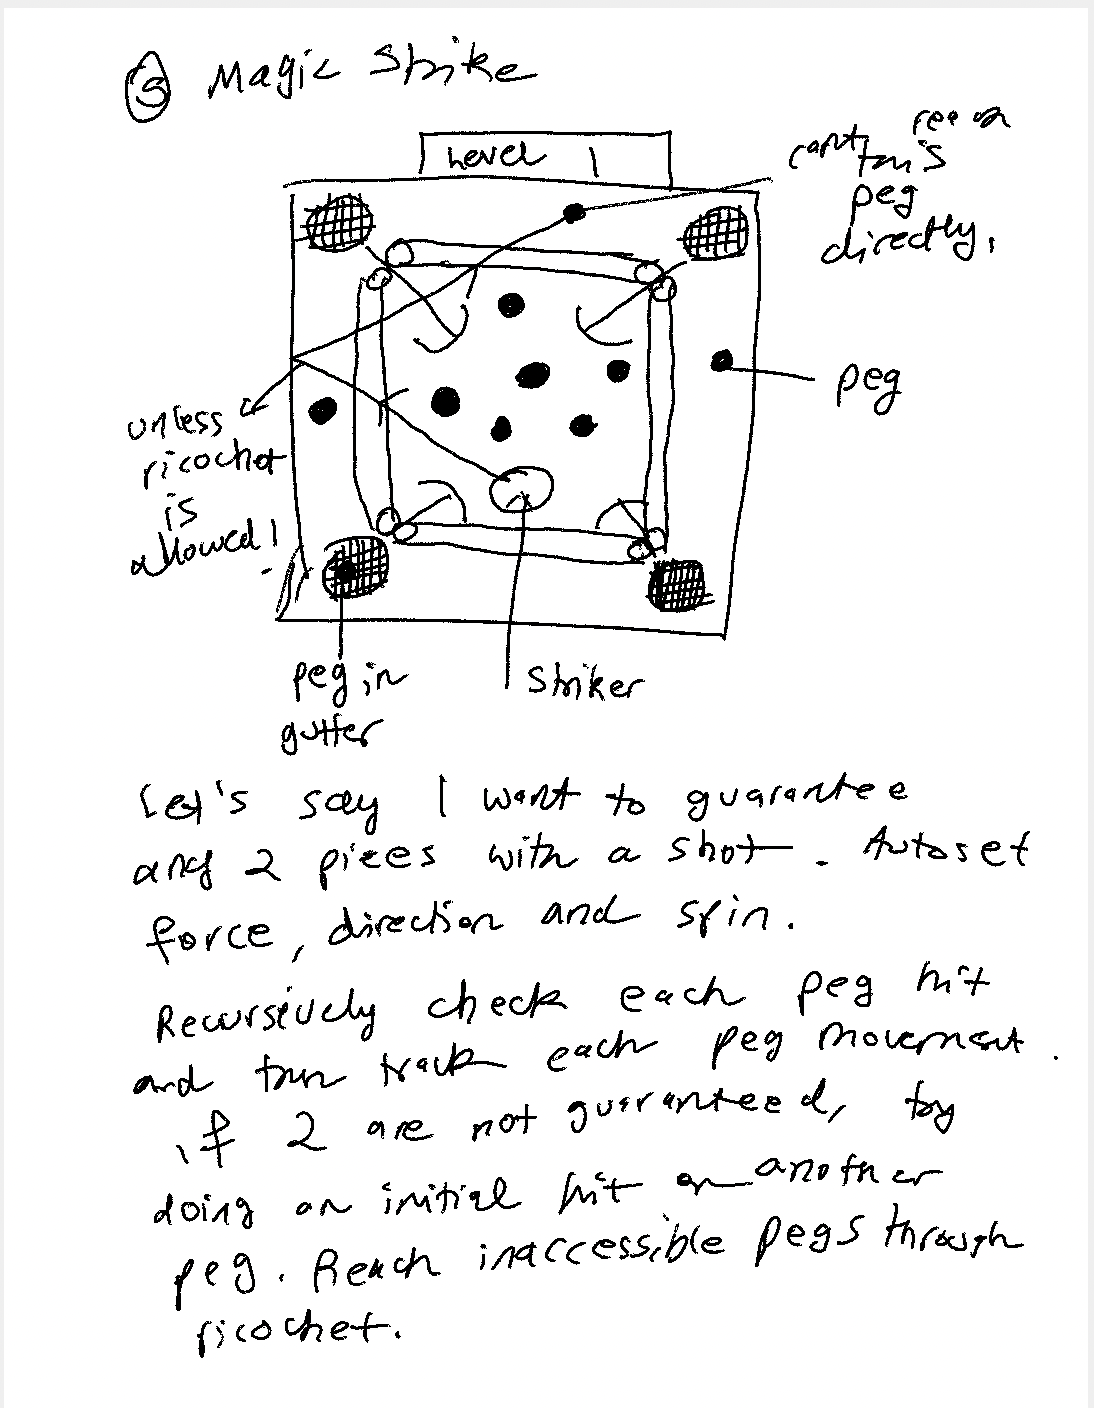 5 Magic Strike
Level 1
can't reach
this
peg
directly,
peg
unless
ricochet
is
allowed!
peg in
gutter
Striker
Let's say I want to guarantee
any 2 pieces with a shot. Autoset
force, direction and spin.
Recursively check each peg hit
and then track each peg movement.
if 2 are not guaranteed, try
doing an initial hit on another
peg. Reach inaccessible pegs through
ricochet.